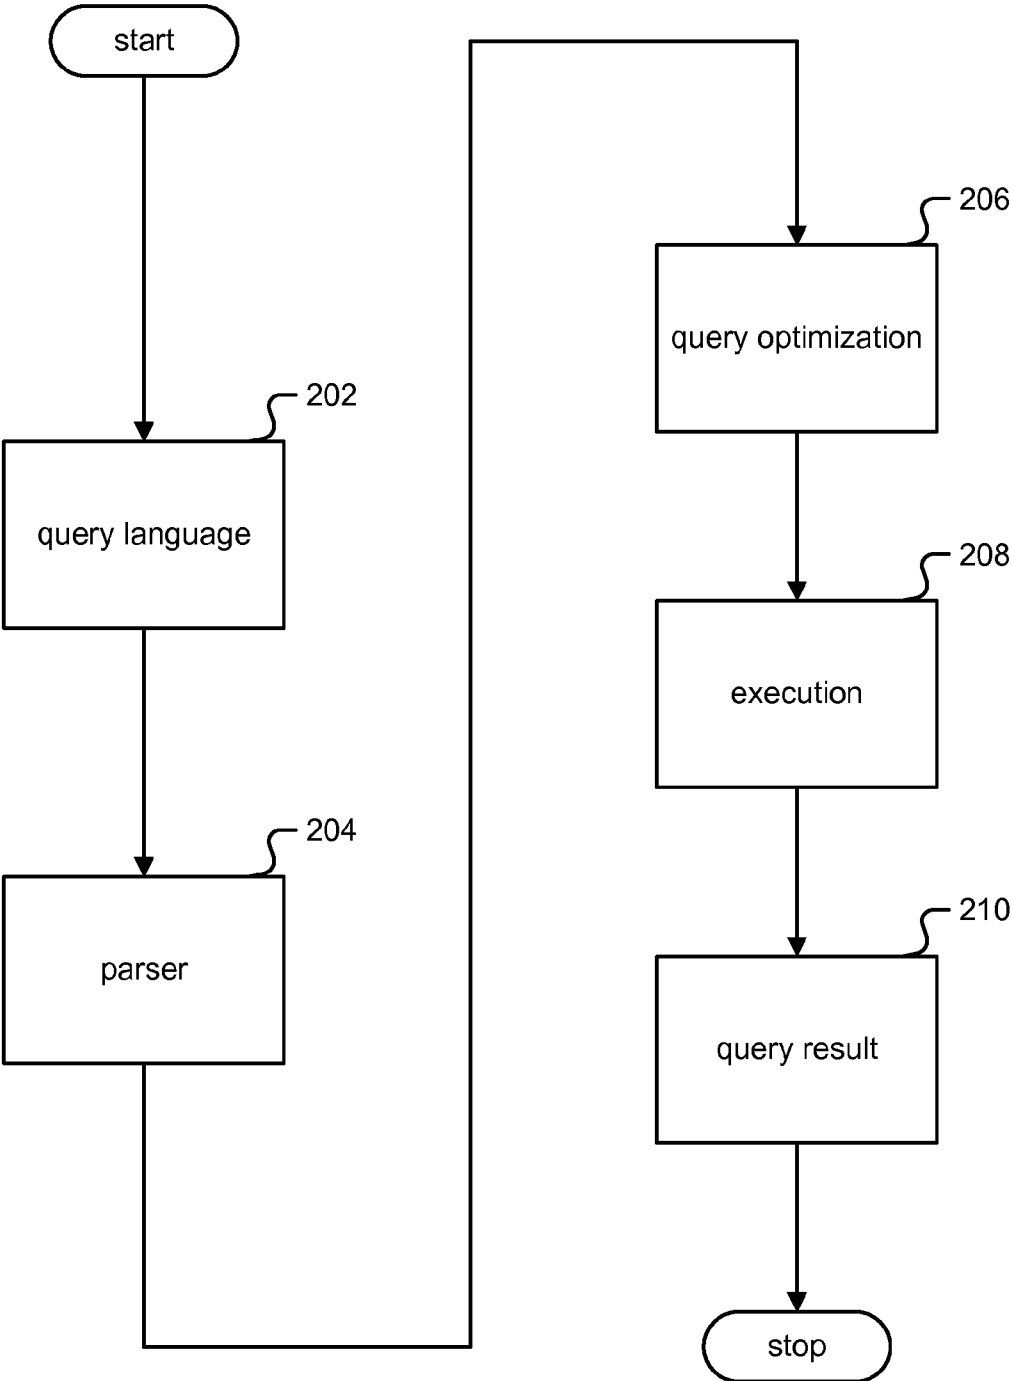 start
202
query language
204
parser
206
query optimization
208
execution
210
query result
stop